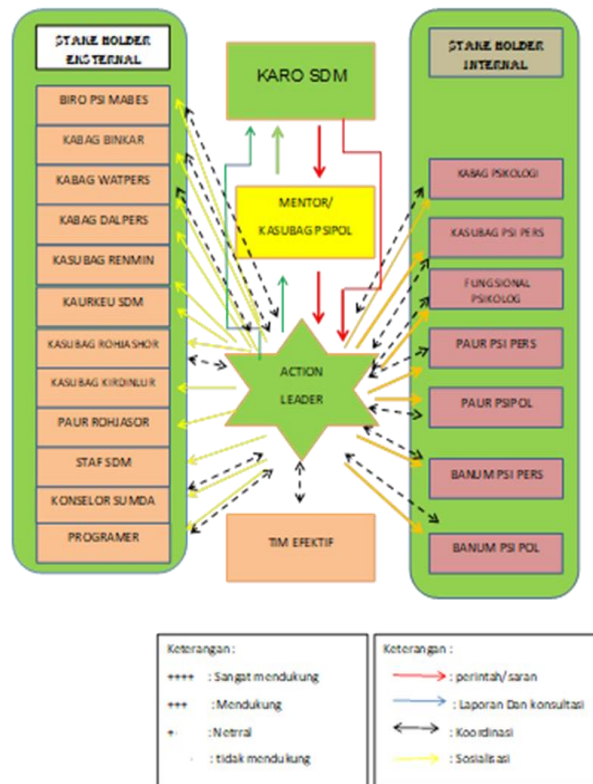 STAKE HOLDER
EKSTERNAL
BIRO PSI MABES
KABAG BINKAR
KABAG WATPERS
KABAG DALPERS
KASUBAG RENMIN
KAURKEU SDM
KASUBAG ROHJASHOR
KASUBAG KIRDINLUR
PAUR ROHJASOR
STAF SDM
KONSELOR SUMDA
PROGRAMER
KARO SDM
MENTOR/
KASUBAG PSIPOL
ACTION
LEADER
TIM EFEKTIF
STAKE HOLDER
INTERNAL
KABAG PSIKOLOGI
KASUBAG PSI PERS
FUNGSIONAL
PSIKOLOG
PAUR PSI PERS
PAUR PSIPOL
BANUM PSI PERS
BANUM PSI POL
Keterangan :
++++ : Sangat mendukung
+++ : Mendukung
+- : Netrral
- : tidak mendukung
Keterangan :
: perintah/saran
: Laporan Dan konsultasi
: Koordinasi
: Sosialisasi